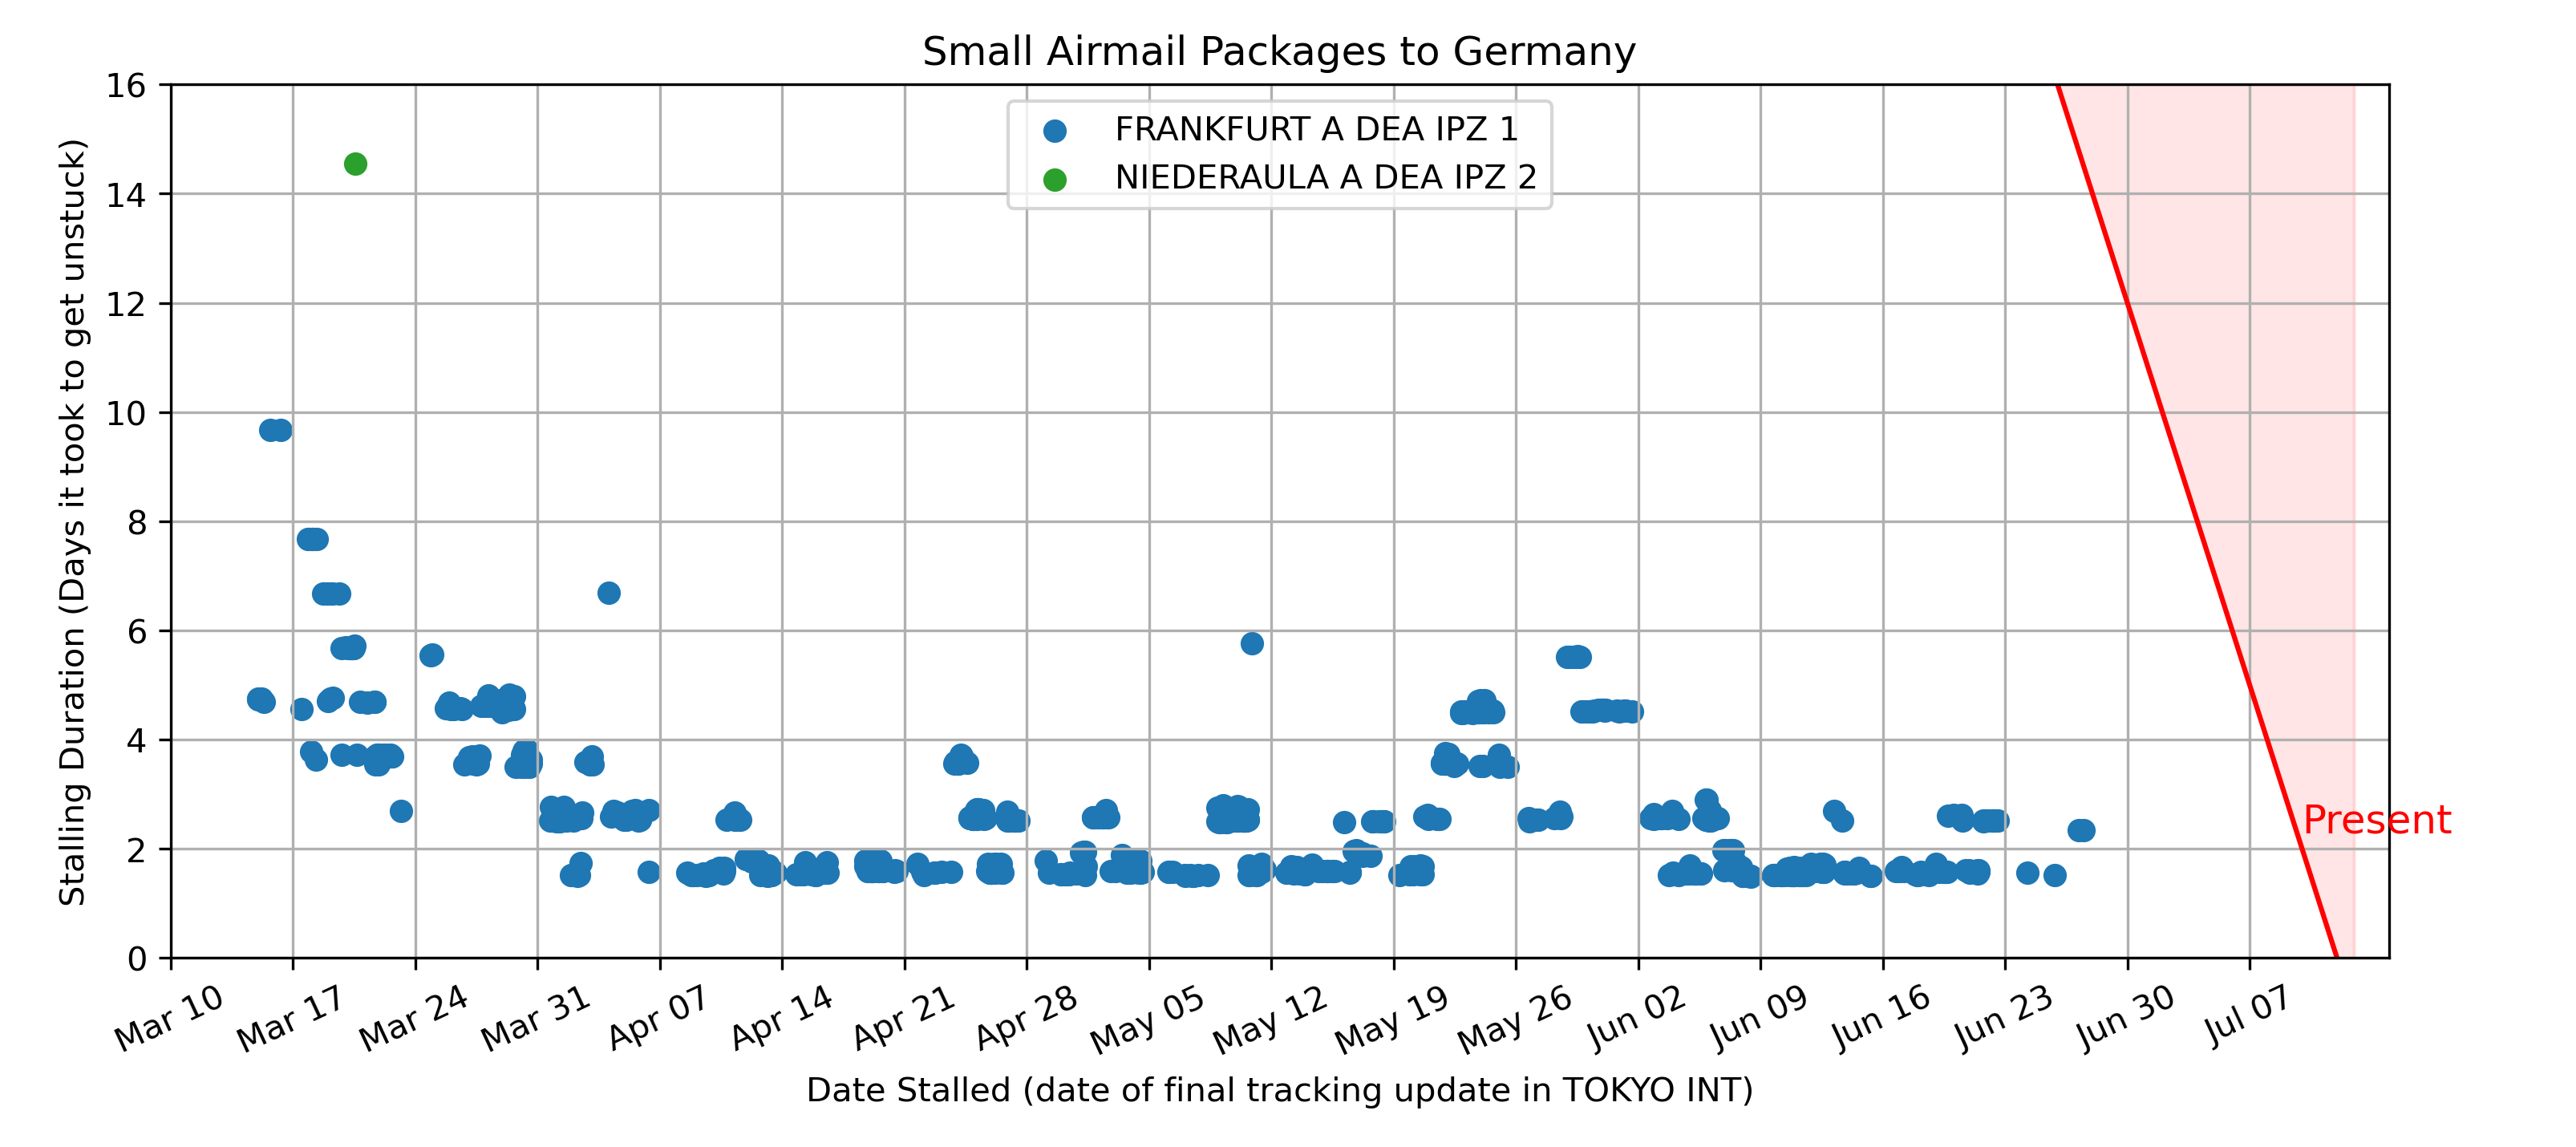 Small Airmail Packages to Germany
FRANKFURT A DEA IPZ 1
NIEDERAULA A DEA IPZ 2
Stalling Duration (Days it took to get unstuck)
16
14
12
10
8
6
4
2
0
Present
Mar 10
Mar 17
Mar 24
Mar 31
Apr 07
Apr 14
Apr 21
Apr 28
May 05
May 12
May 19
May 26
Jun 02
Jun 09
Jun 16
Jun 23
Jun 30
Jul 07
Date Stalled (date of final tracking update in TOKYO INT)